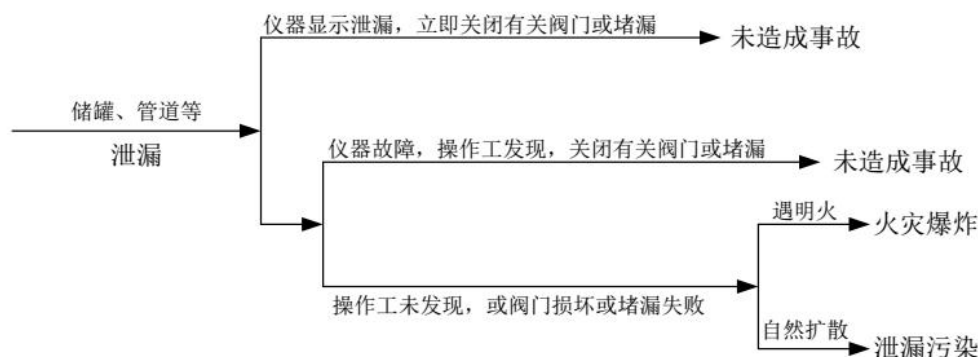 仪器显示泄漏，立即关闭有关阀门或堵漏
未造成事故
储罐、管道等
泄漏
仪器故障，操作工发现，关闭有关阀门或堵漏
未造成事故
遇明火
火灾爆炸
操作工未发现，或阀门损坏或堵漏失败
自然扩散
泄漏污染